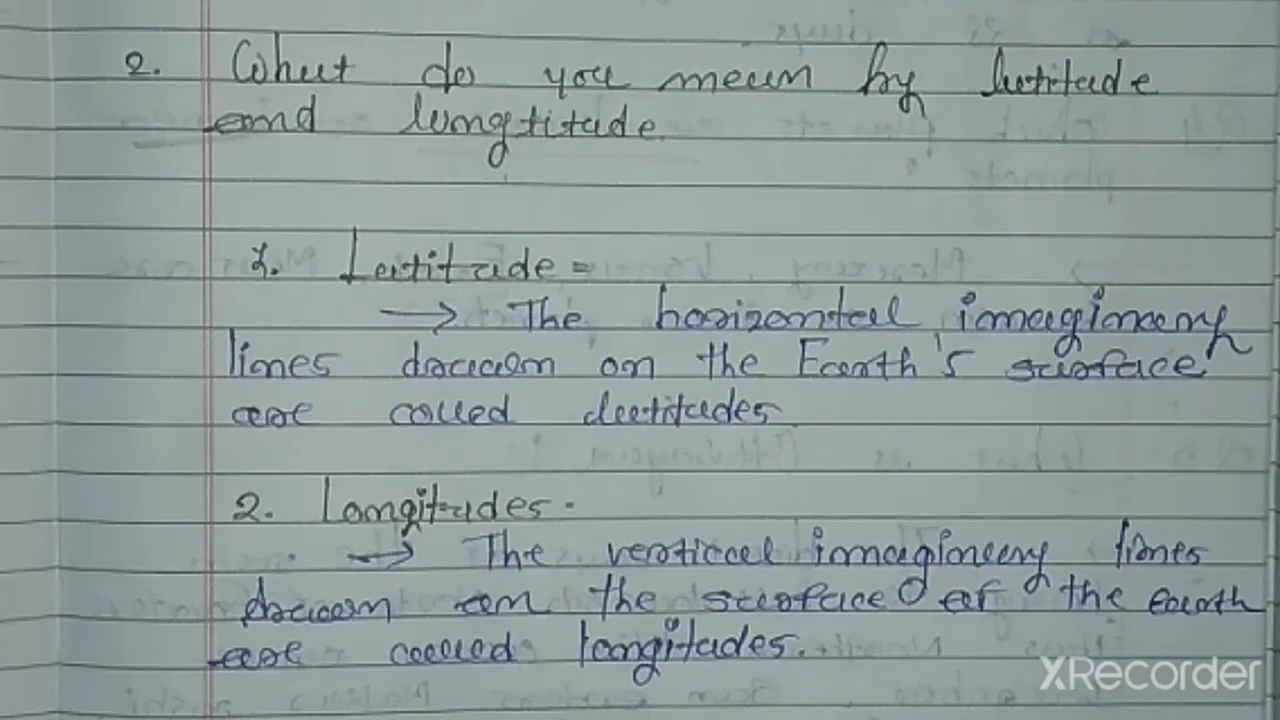 2. What do you mean by latitude
and longtitude.
1. Latitude =
→ The horizontal imaginary
lines drawn on the Earth's surface
are called latitudes
2. Longitudes.
→ The vertical imaginary lines
drawn on the surface of the earth
are called longitudes.
XRecorder